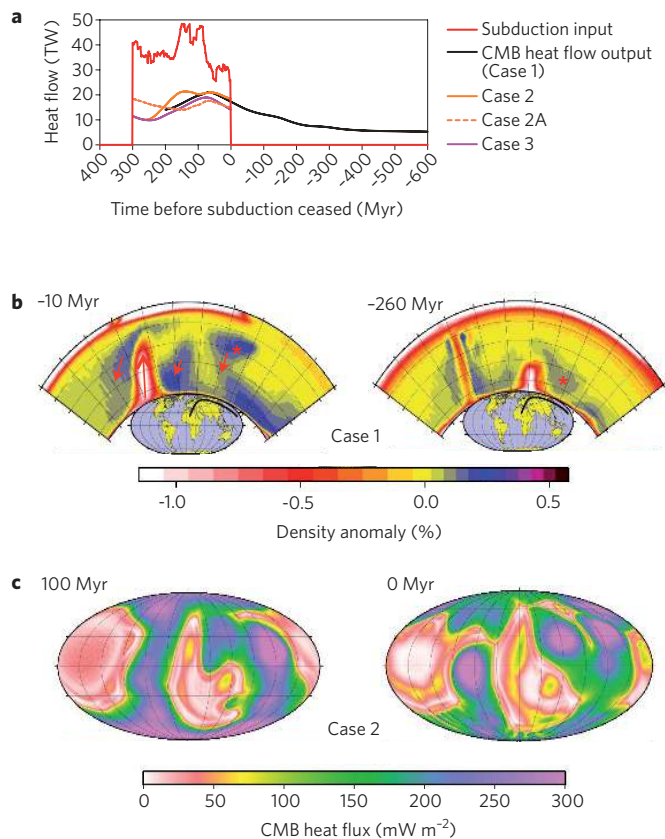 a
50
40
30
20
10
0
Heat flow (TW)
400
300
200
100
0
-100
-200
-300
-400
-500
-600
Time before subduction ceased (Myr)
Subduction input
CMB heat flow output
(Case 1)
Case 2
Case 2A
Case 3
b
–10 Myr
–260 Myr
*
*
Case 1
-1.0
-0.5
0.0
0.5
Density anomaly (%)
c
100 Myr
0 Myr
Case 2
0
50
100
150
200
250
300
CMB heat flux (mW m⁻²)